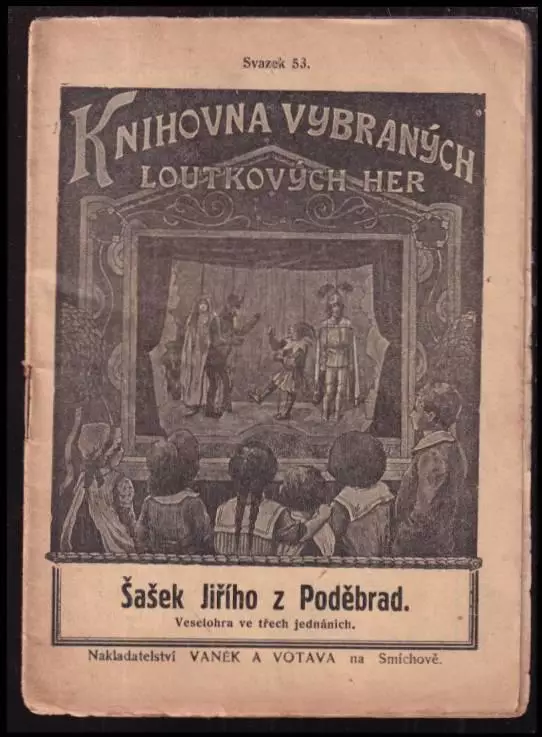 Svazek 53.
KNIHOVNA VYBRANÝCH
LOUTKOVÝCH HER
Šašek Jiřího z Poděbrad.
Veselohra ve třech jednáních.
Nakladatelství VANĚK A VOTAVA na Smíchově.